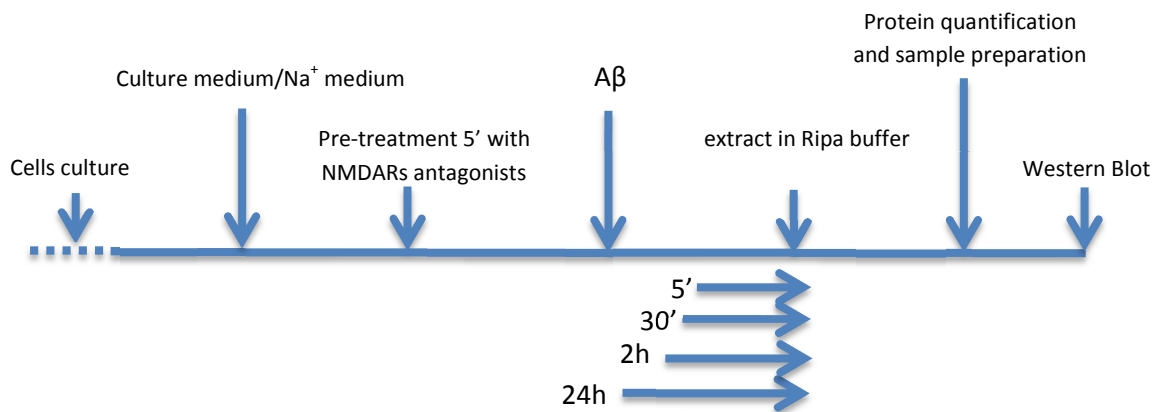 Protein quantification
and sample preparation
Culture medium/Na⁺ medium
Aβ
Pre-treatment 5’ with
NMDARs antagonists
extract in Ripa buffer
Cells culture
Western Blot
5’
30’
2h
24h